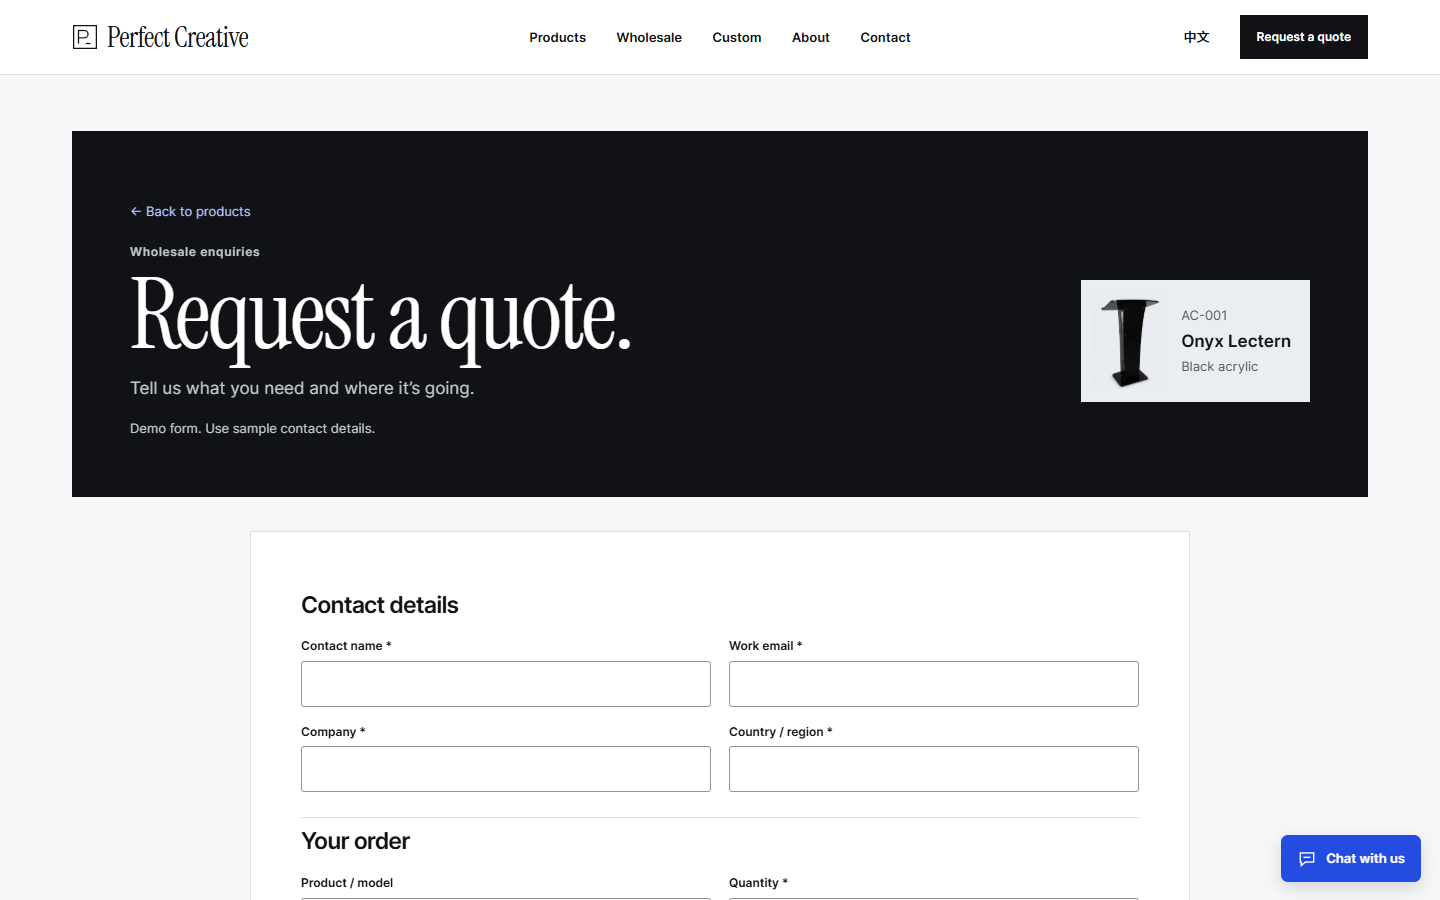 Perfect Creative
Products
Wholesale
Custom
About
Contact
中文
Request a quote
← Back to products
Wholesale enquiries
Request a quote.
Tell us what you need and where it’s going.
Demo form. Use sample contact details.
AC-001
Onyx Lectern
Black acrylic
Contact details
Contact name *
Work email *
Company *
Country / region *
Your order
Product / model
Quantity *
Chat with us